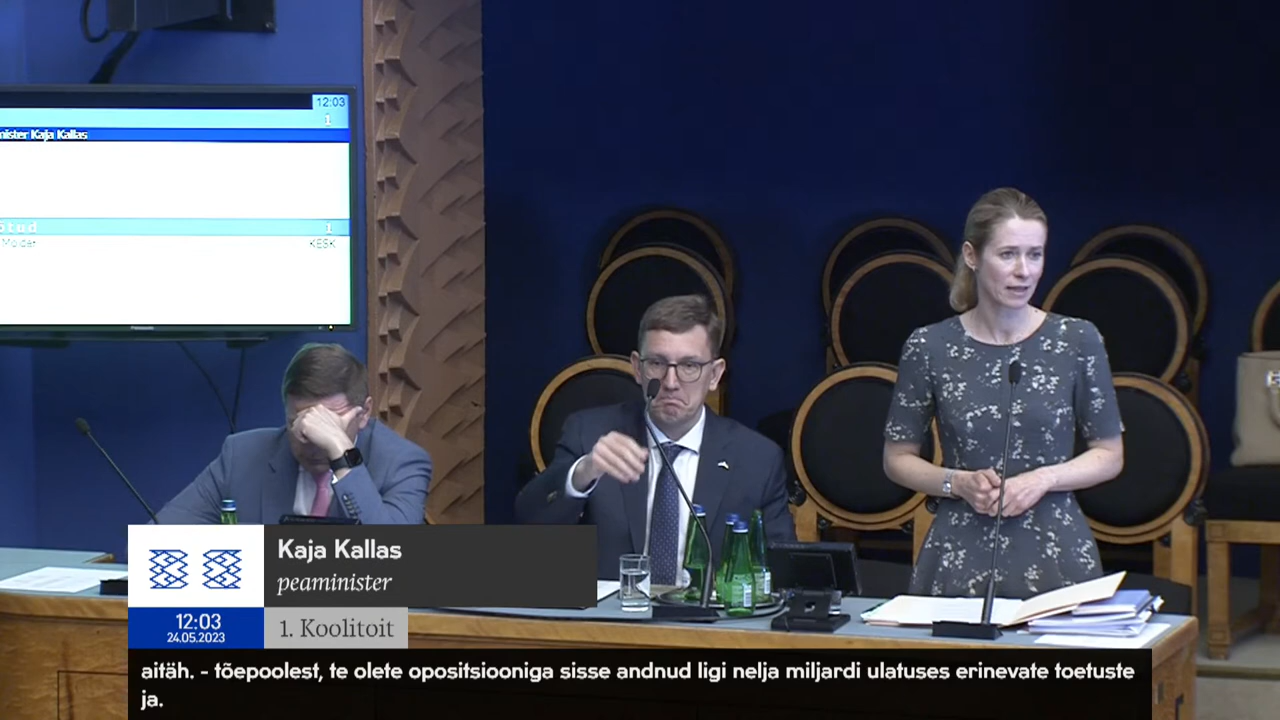 12:03
1
nister Kaja Kallas
1
Mölder KESK
Kaja Kallas
peaminister
12:03
24.05.2023
1. Koolitoit
aitäh. - tõepoolest, te olete opositsiooniga sisse andnud ligi nelja miljardi ulatuses erinevate toetuste
ja.